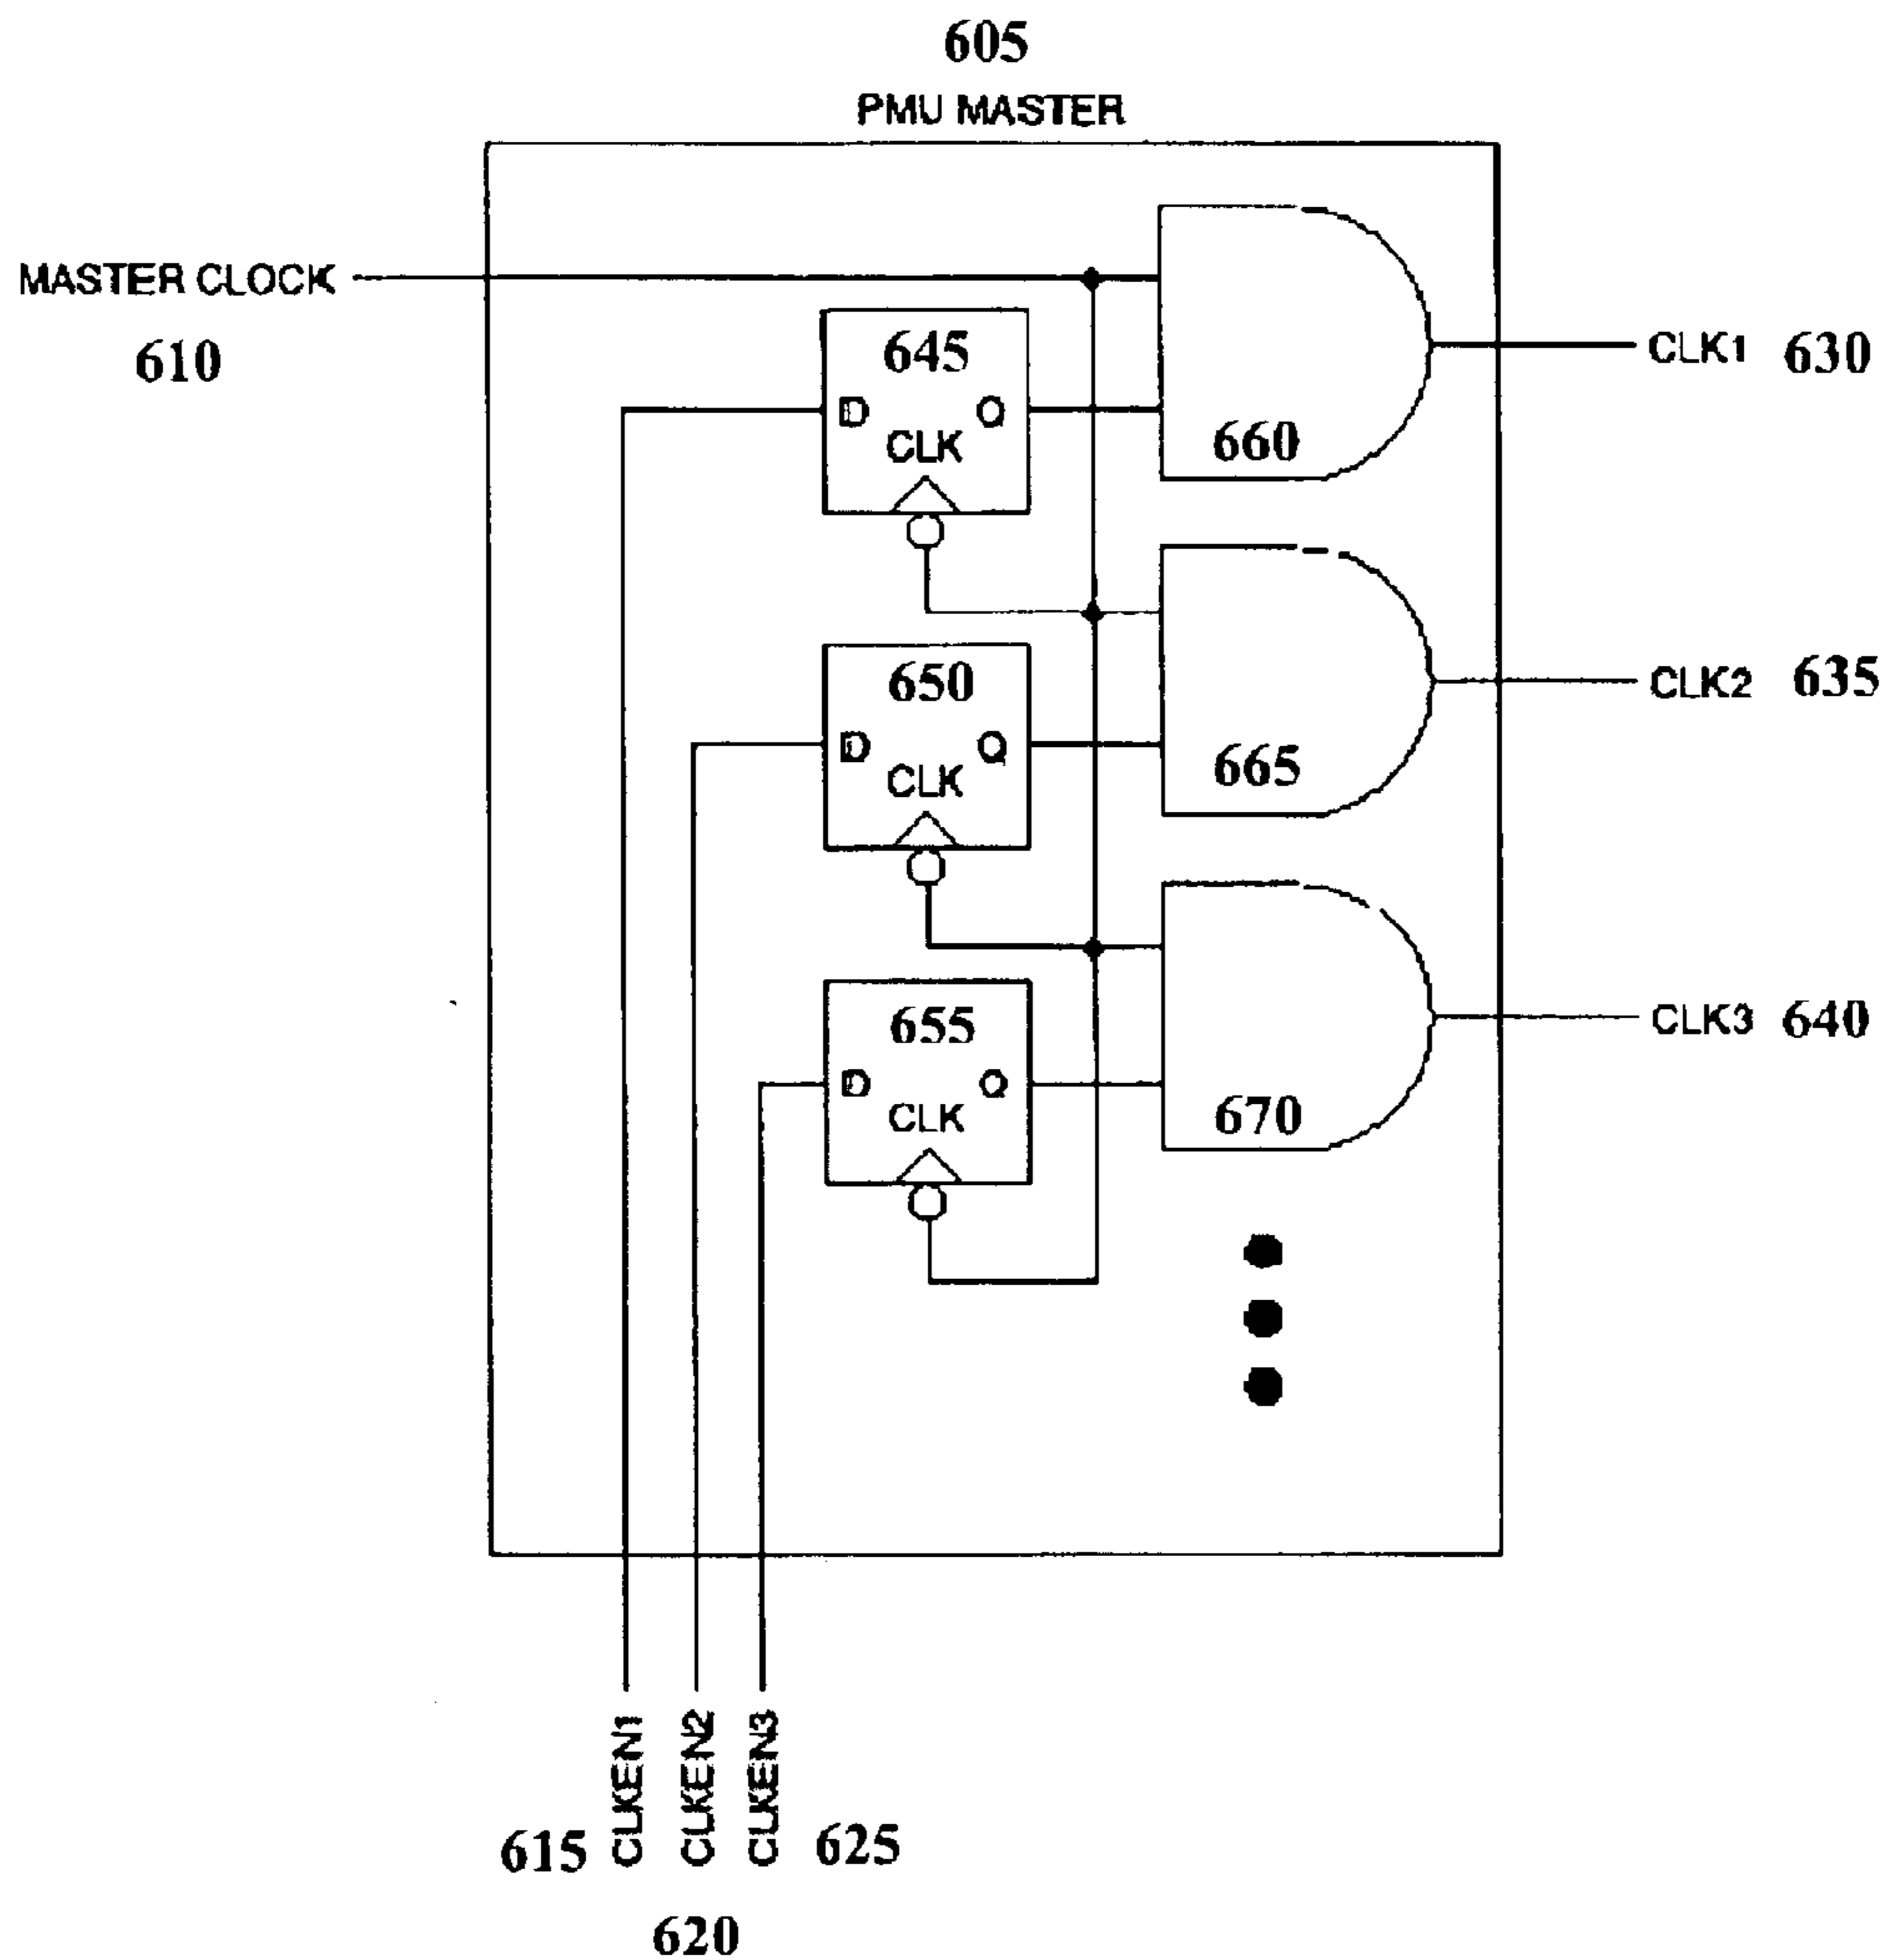 605
PMU MASTER
MASTER CLOCK
610
645
D Q
CLK
660
CLK1 630
650
D Q
CLK
665
CLK2 635
655
D Q
CLK
670
CLK3 640
CLKEN1
CLKEN2
CLKEN3
615
625
620